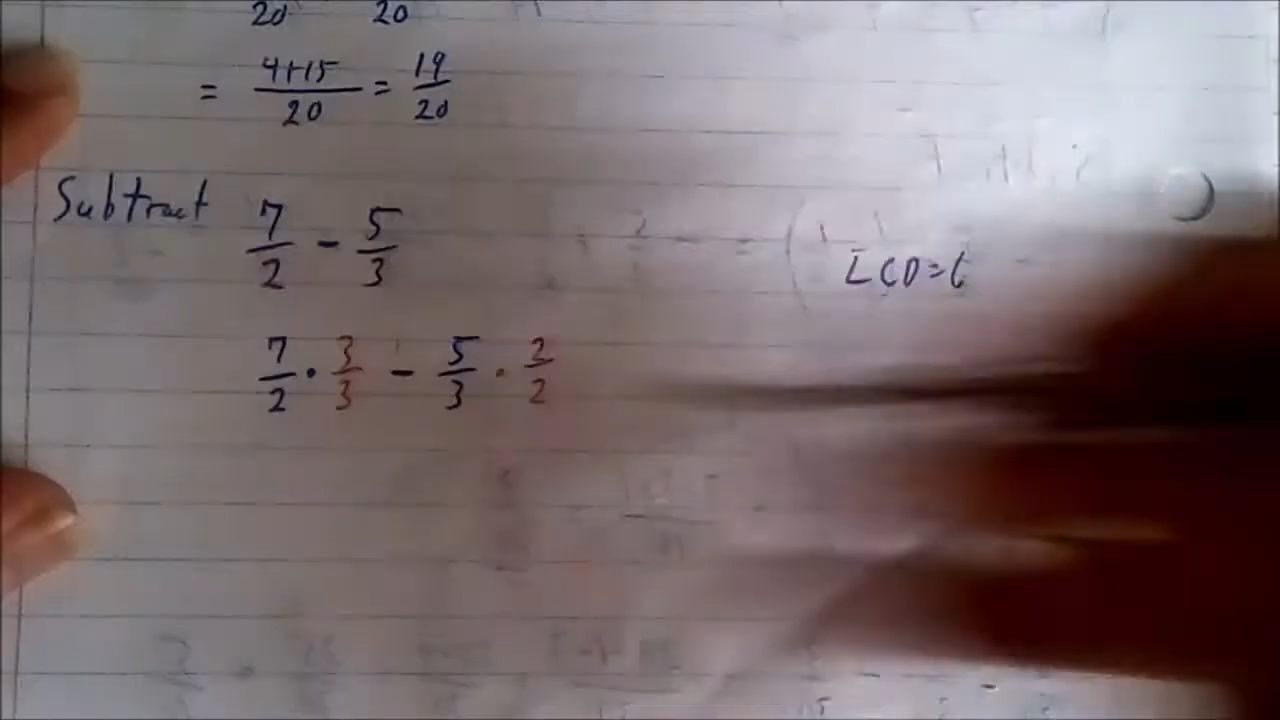 20 20
= 4+15/20 = 19/20
Subtract 7/2 - 5/3
LCD=6
7/2 · 3/3 - 5/3 · 2/2